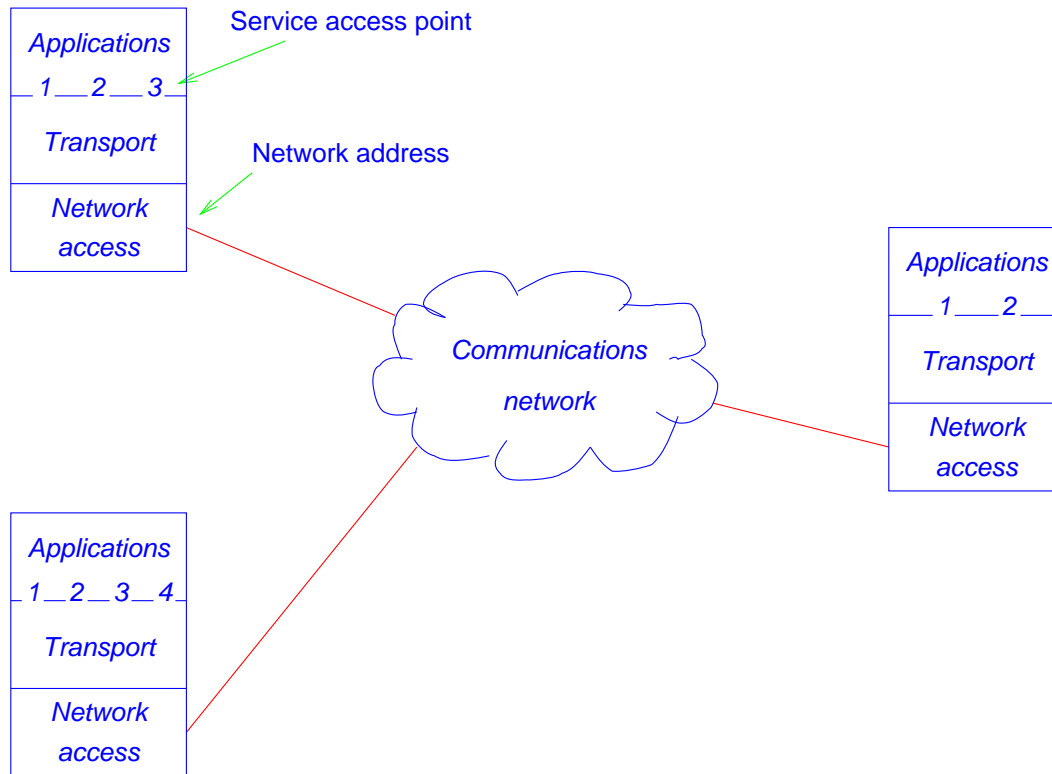 Service access point
Applications
1 2 3
Transport
Network address
Network
access
Communications
network
Applications
1 2
Transport
Network
access
Applications
1 2 3 4
Transport
Network
access